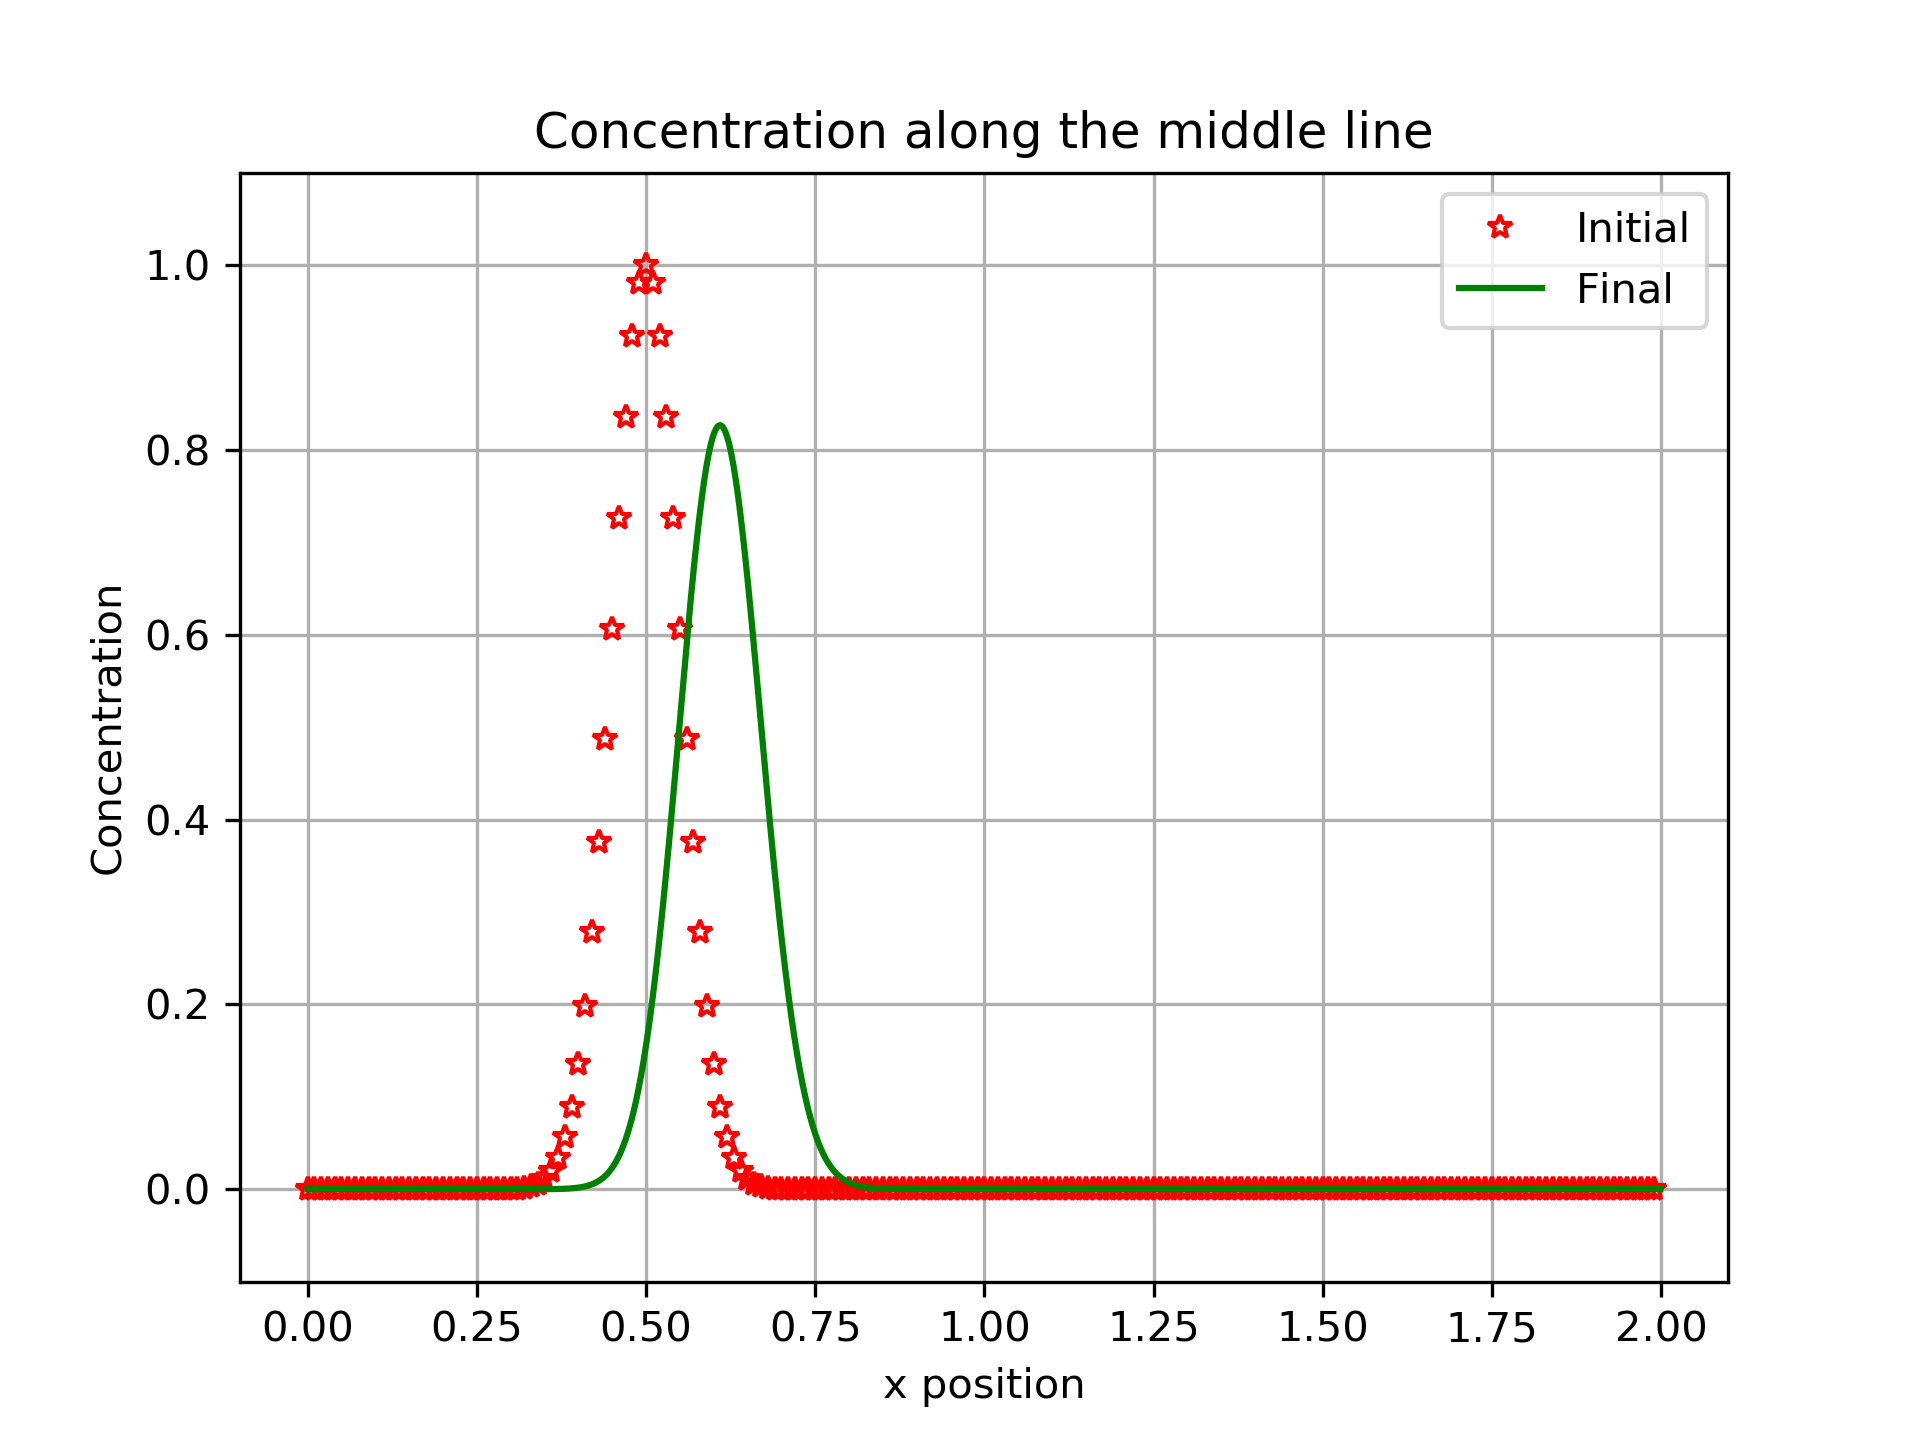 Concentration along the middle line
Initial
Final
1.0
0.8
0.6
0.4
0.2
0.0
Concentration
0.00 0.25 0.50 0.75 1.00 1.25 1.50 1.75 2.00
x position